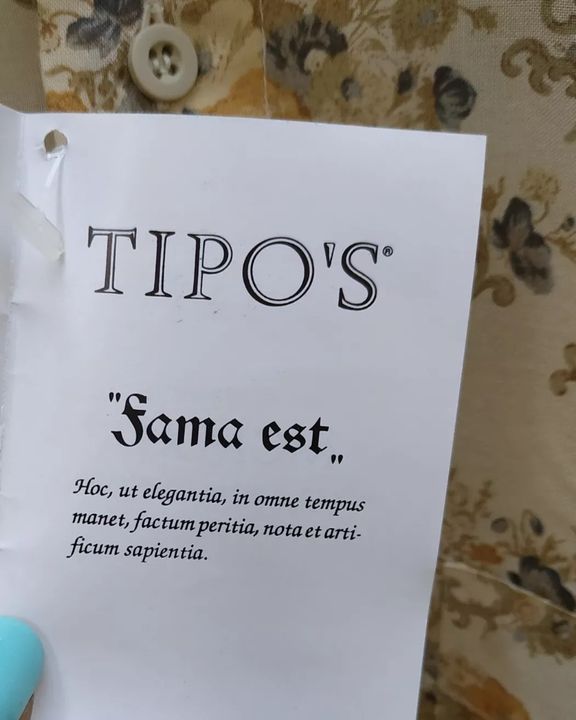 TIPO'S®
"Fama est„
Hoc, ut elegantia, in omne tempus
manet, factum peritia, nota et arti-
ficum sapientia.